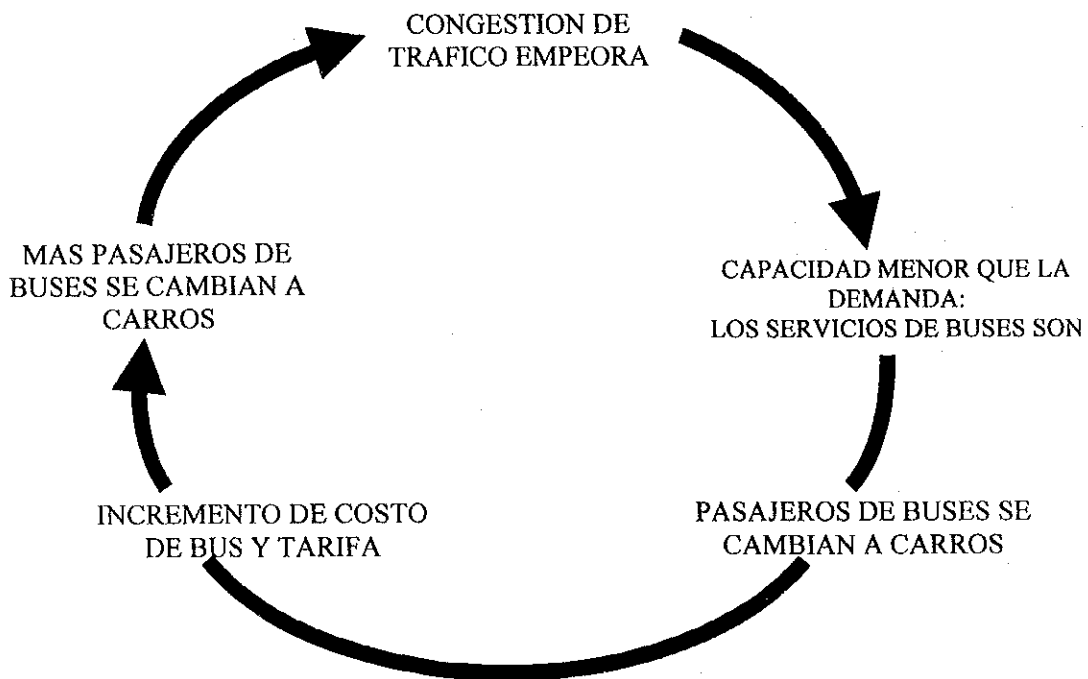 CONGESTION DE
TRAFICO EMPEORA
CAPACIDAD MENOR QUE LA
DEMANDA:
LOS SERVICIOS DE BUSES SON
PASAJEROS DE BUSES SE
CAMBIAN A CARROS
INCREMENTO DE COSTO
DE BUS Y TARIFA
MAS PASAJEROS DE
BUSES SE CAMBIAN A
CARROS